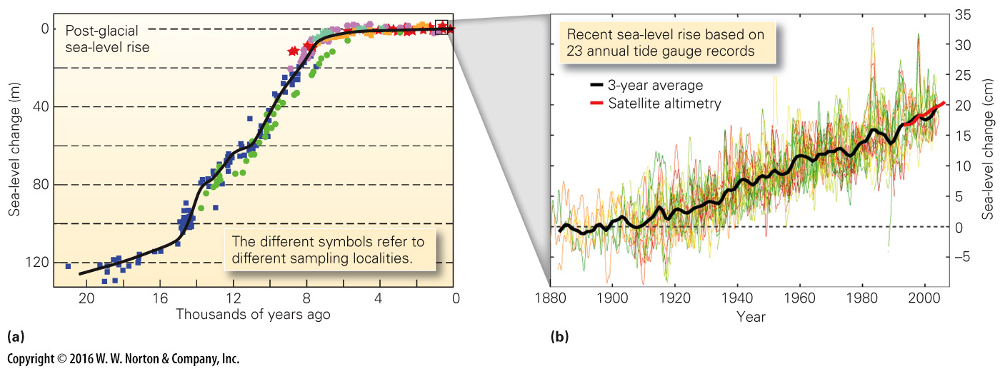 Post-glacial
sea-level rise
The different symbols refer to
different sampling localities.
Sea-level change (m)
0
40
80
120
20
16
12
8
4
0
Thousands of years ago
(a)
Recent sea-level rise based on
23 annual tide gauge records
3-year average
Satellite altimetry
35
30
25
20
15
10
5
0
–5
Sea-level change (cm)
1880
1900
1920
1940
1960
1980
2000
Year
(b)
Copyright © 2016 W. W. Norton & Company, Inc.